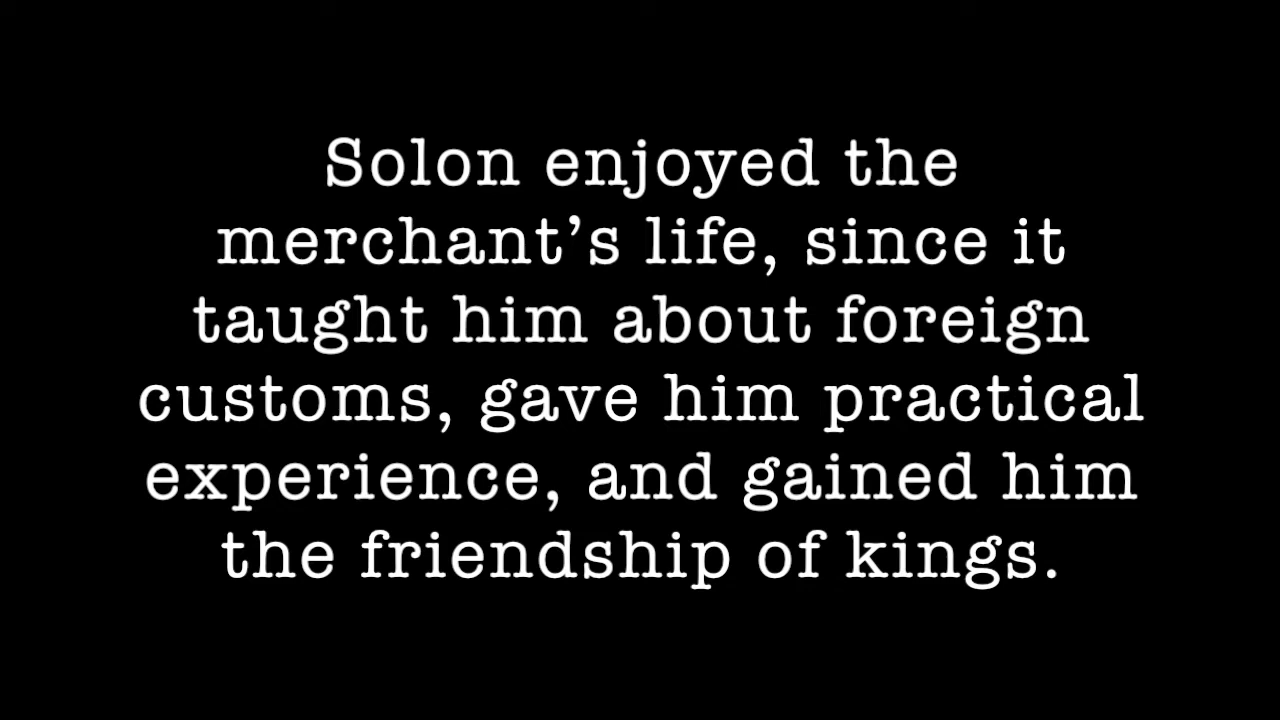 Solon enjoyed the
merchant’s life, since it
taught him about foreign
customs, gave him practical
experience, and gained him
the friendship of kings.